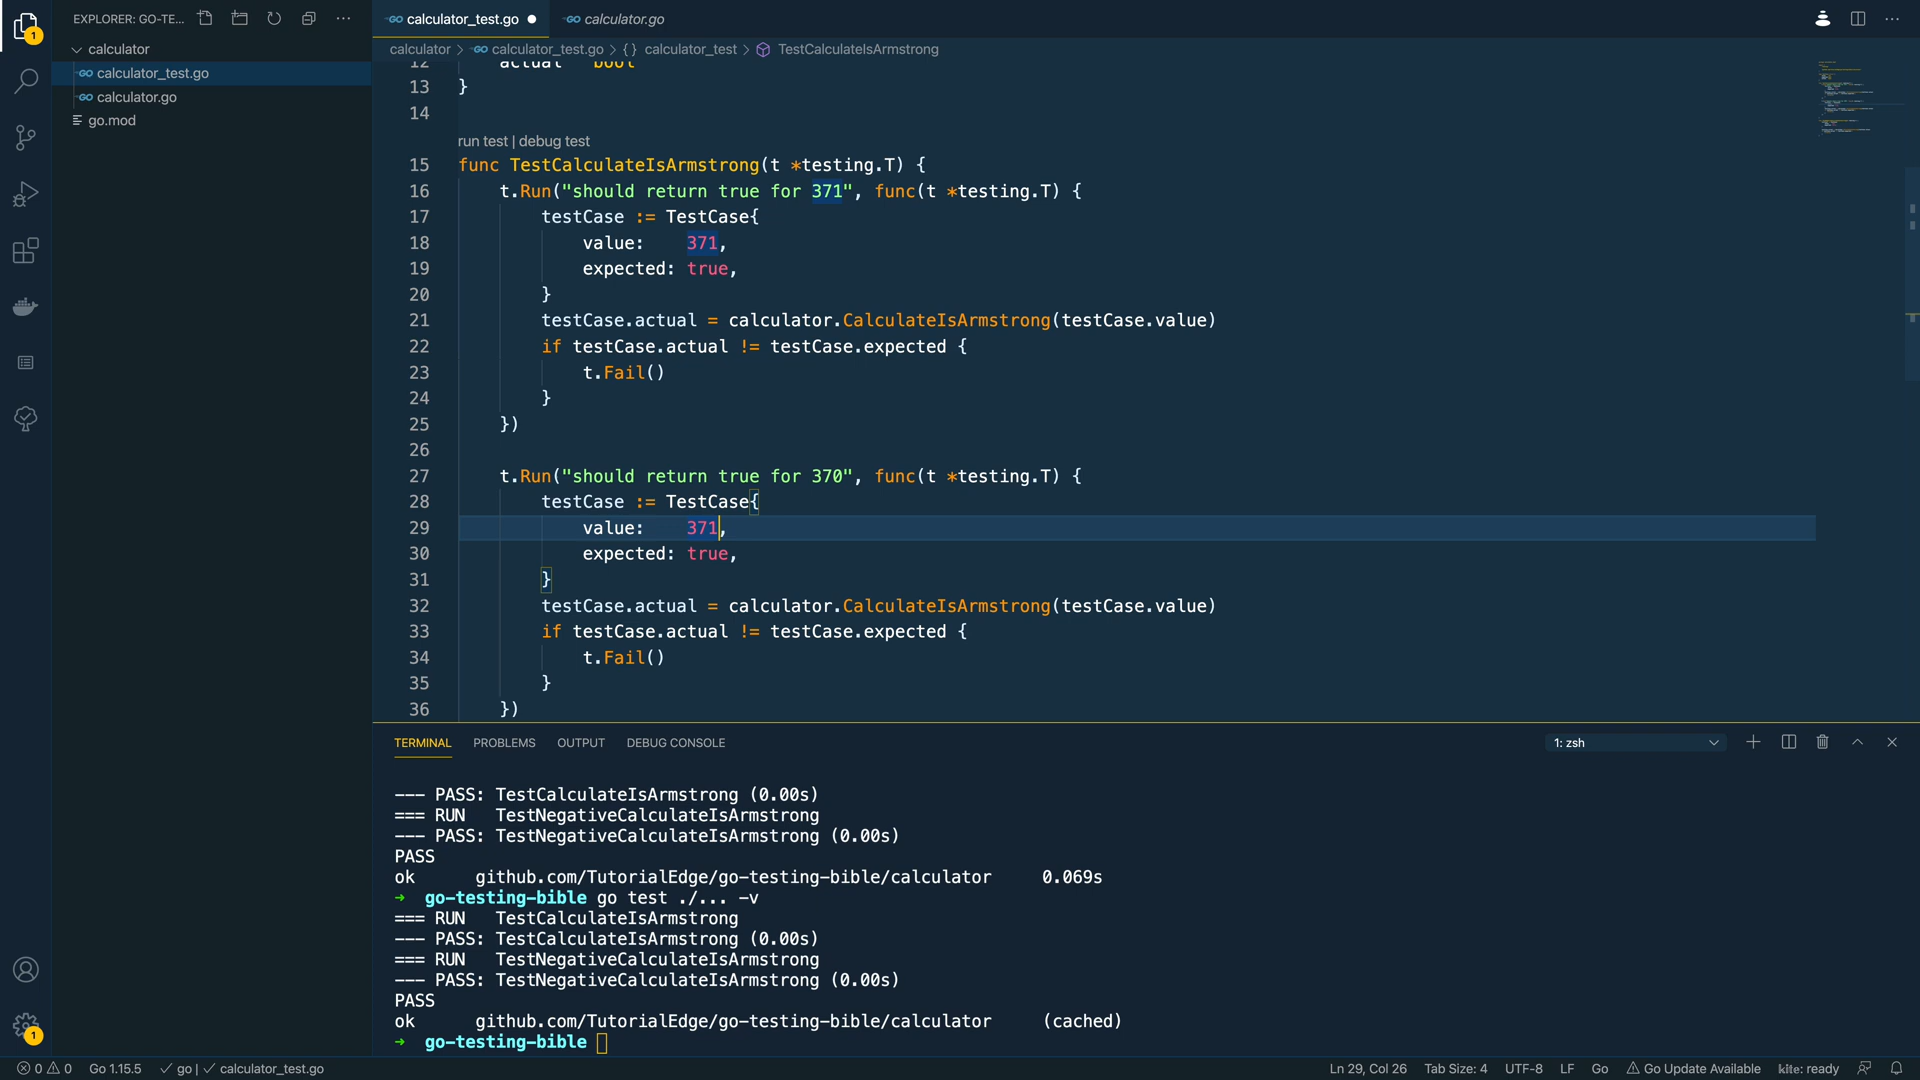 EXPLORER: GO-TE...
calculator
calculator_test.go
calculator.go
go.mod
1
1
calculator_test.go
calculator.go
calculator > calculator_test.go > {} calculator_test > TestCalculateIsArmstrong
12 actual bool
13 }
14
run test | debug test
15 func TestCalculateIsArmstrong(t *testing.T) {
16 t.Run("should return true for 371", func(t *testing.T) {
17 testCase := TestCase{
18 value: 371,
19 expected: true,
20 }
21 testCase.actual = calculator.CalculateIsArmstrong(testCase.value)
22 if testCase.actual != testCase.expected {
23 t.Fail()
24 }
25 })
26
27 t.Run("should return true for 370", func(t *testing.T) {
28 testCase := TestCase{
29 value: 371,
30 expected: true,
31 }
32 testCase.actual = calculator.CalculateIsArmstrong(testCase.value)
33 if testCase.actual != testCase.expected {
34 t.Fail()
35 }
36 })
TERMINAL PROBLEMS OUTPUT DEBUG CONSOLE 1: zsh
--- PASS: TestCalculateIsArmstrong (0.00s)
=== RUN TestNegativeCalculateIsArmstrong
--- PASS: TestNegativeCalculateIsArmstrong (0.00s)
PASS
ok github.com/TutorialEdge/go-testing-bible/calculator 0.069s
→ go-testing-bible go test ./... -v
=== RUN TestCalculateIsArmstrong
--- PASS: TestCalculateIsArmstrong (0.00s)
=== RUN TestNegativeCalculateIsArmstrong
--- PASS: TestNegativeCalculateIsArmstrong (0.00s)
PASS
ok github.com/TutorialEdge/go-testing-bible/calculator (cached)
→ go-testing-bible
0 0 Go 1.15.5 ✓ go | ✓ calculator_test.go Ln 29, Col 26 Tab Size: 4 UTF-8 LF Go Go Update Available kite: ready